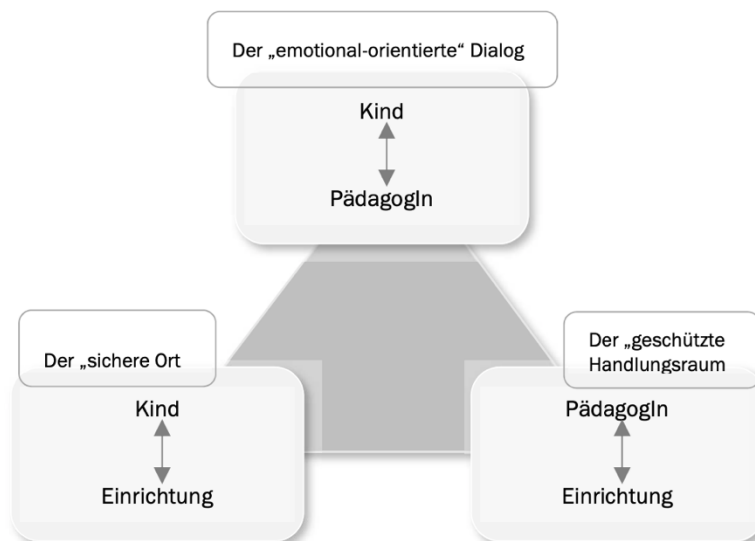 Der „emotional-orientierte“ Dialog
Kind
PädagogIn
Der „sichere Ort
Kind
Einrichtung
Der „geschützte
Handlungsraum
PädagogIn
Einrichtung